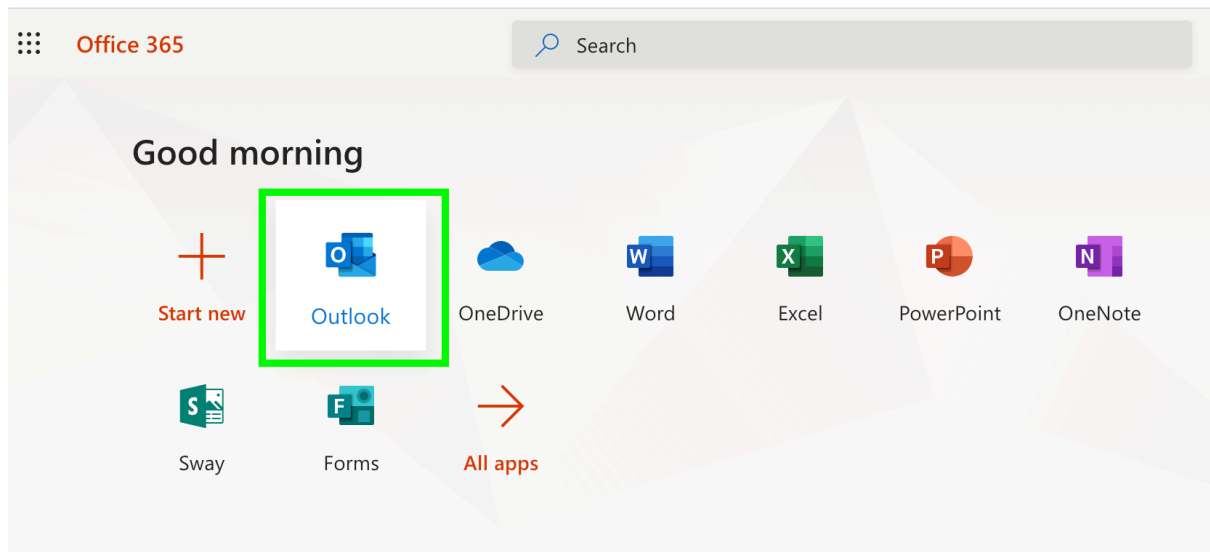 Office 365
Search
Good morning
Start new
Outlook
OneDrive
Word
Excel
PowerPoint
OneNote
Sway
Forms
All apps